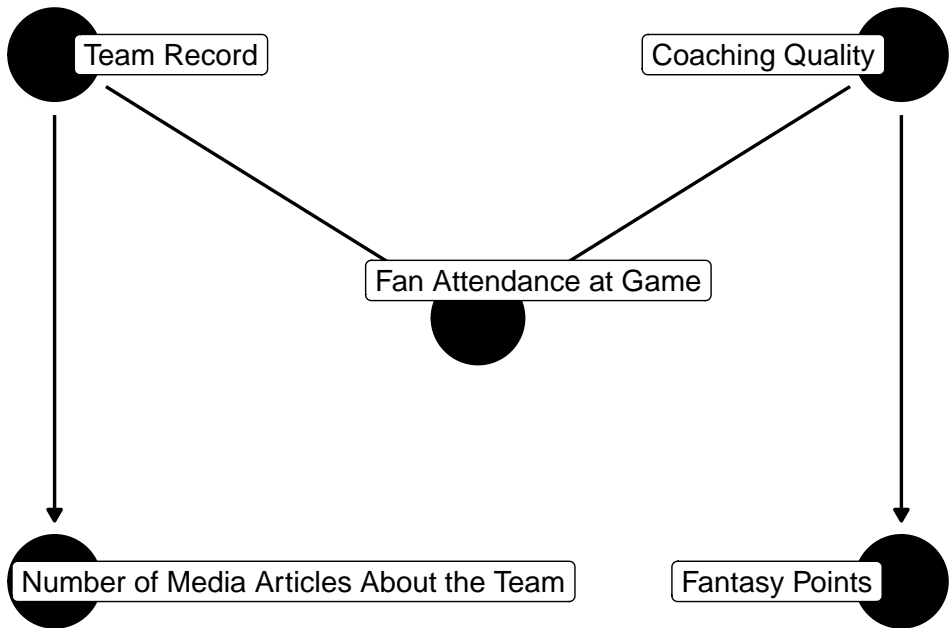 Team Record
Coaching Quality
Fan Attendance at Game
Number of Media Articles About the Team
Fantasy Points